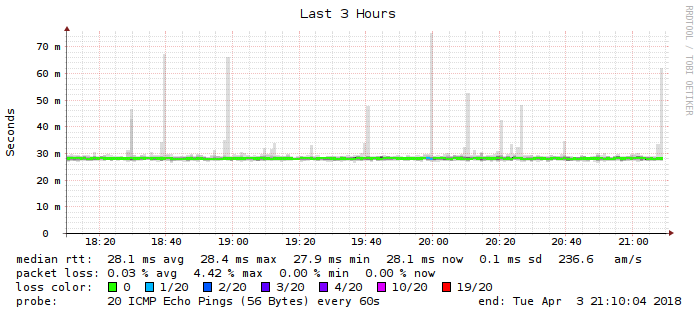 Last 3 Hours
RRDTOOL / TOBI OETIKER
Seconds
70 m
60 m
50 m
40 m
30 m
20 m
10 m
0
18:20 18:40 19:00 19:20 19:40 20:00 20:20 20:40 21:00
median rtt: 28.1 ms avg 28.4 ms max 27.9 ms min 28.1 ms now 0.1 ms sd 236.6 am/s
packet loss: 0.03 % avg 4.42 % max 0.00 % min 0.00 % now
loss color: 0 1/20 2/20 3/20 4/20 10/20 19/20
probe: 20 ICMP Echo Pings (56 Bytes) every 60s end: Tue Apr 3 21:10:04 2018